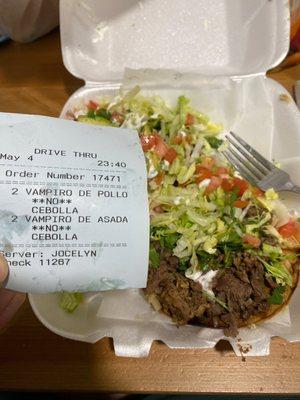 DRIVE THRU
May 4 23:40
Order Number 17471
2 VAMPIRO DE POLLO
**NO**
CEBOLLA
2 VAMPIRO DE ASADA
**NO**
CEBOLLA
Server: JOCELYN
Check 11267